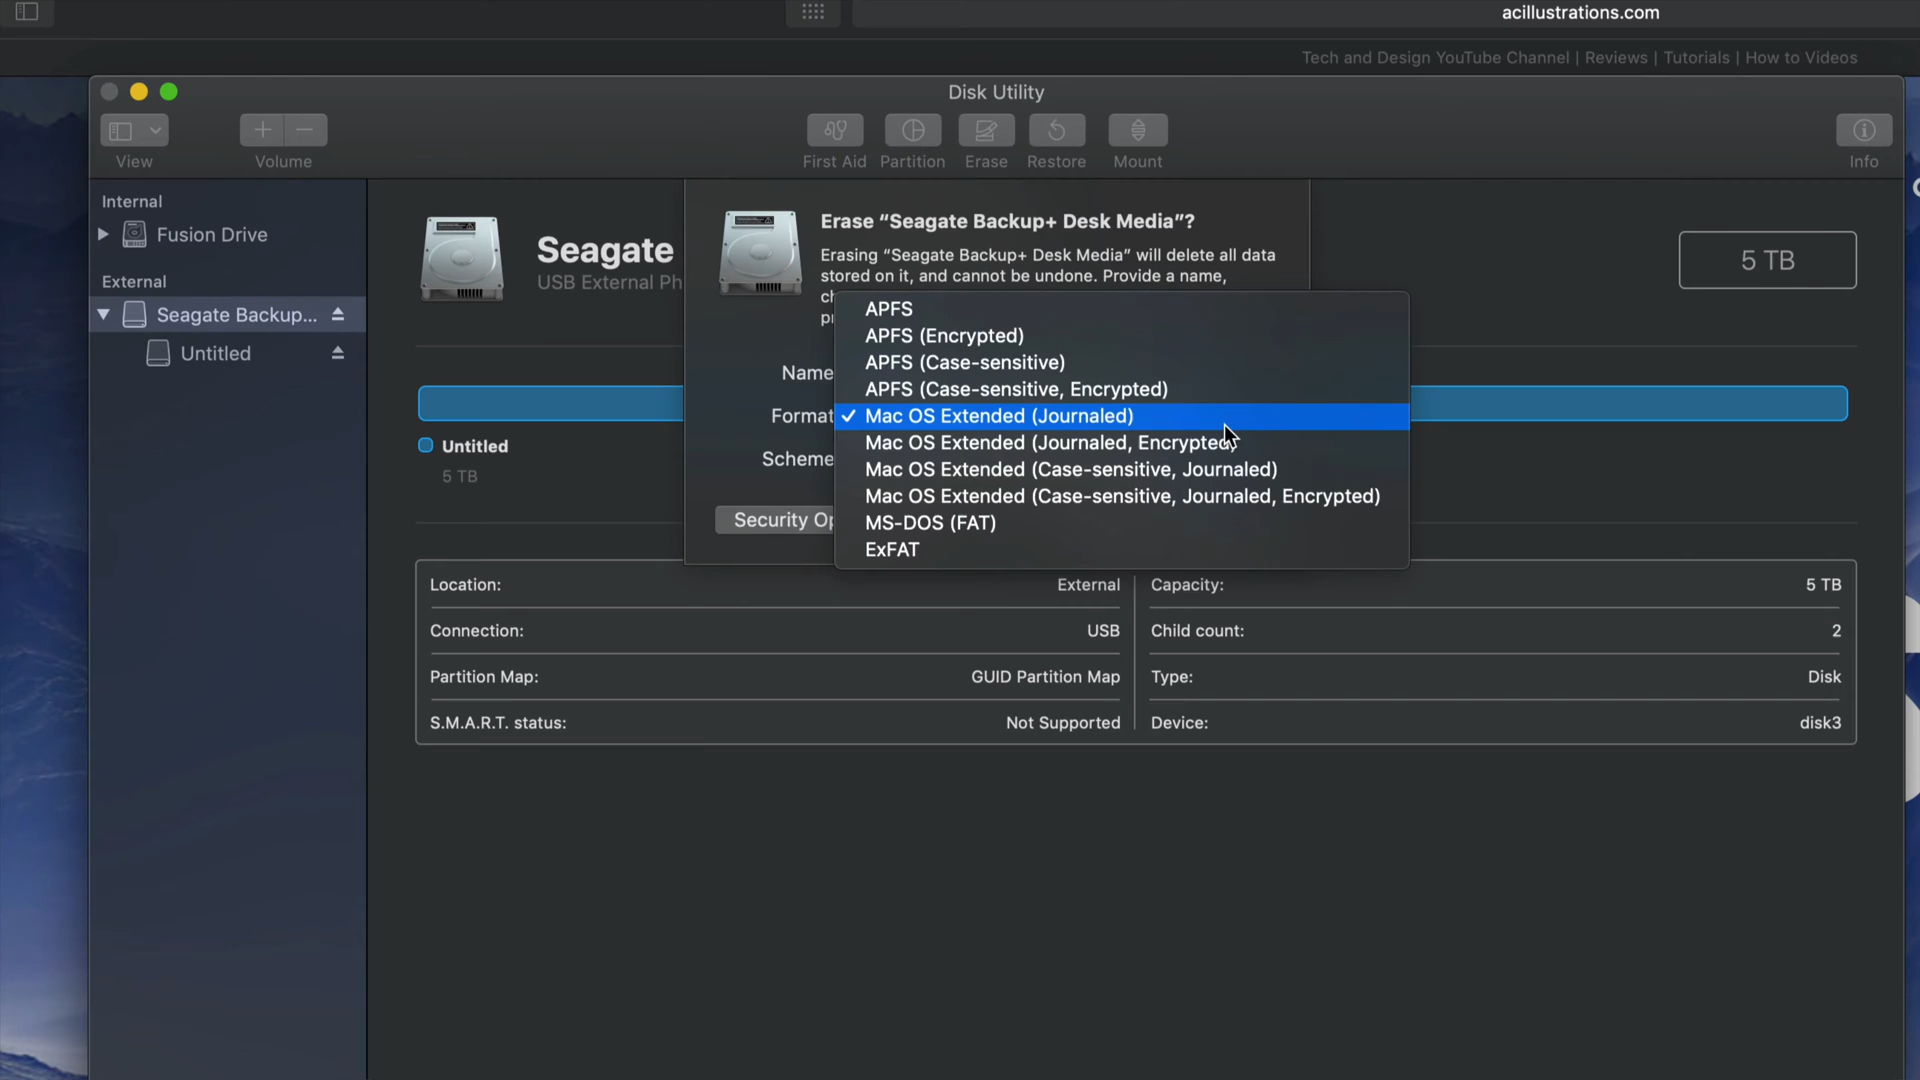 acillustrations.com
Tech and Design YouTube Channel | Reviews | Tutorials | How to Videos
Disk Utility
View
Volume
First Aid
Partition
Erase
Restore
Mount
Info
Internal
Fusion Drive
External
Seagate Backup...
Untitled
Seagate
USB External Ph
5 TB
Erase “Seagate Backup+ Desk Media”?
Erasing “Seagate Backup+ Desk Media” will delete all data
stored on it, and cannot be undone. Provide a name,
Name
Format
Scheme
Security Op
APFS
APFS (Encrypted)
APFS (Case-sensitive)
APFS (Case-sensitive, Encrypted)
✓ Mac OS Extended (Journaled)
Mac OS Extended (Journaled, Encrypted)
Mac OS Extended (Case-sensitive, Journaled)
Mac OS Extended (Case-sensitive, Journaled, Encrypted)
MS-DOS (FAT)
ExFAT
Untitled
5 TB
Location: External
Capacity: 5 TB
Connection: USB
Child count: 2
Partition Map: GUID Partition Map
Type: Disk
S.M.A.R.T. status: Not Supported
Device: disk3